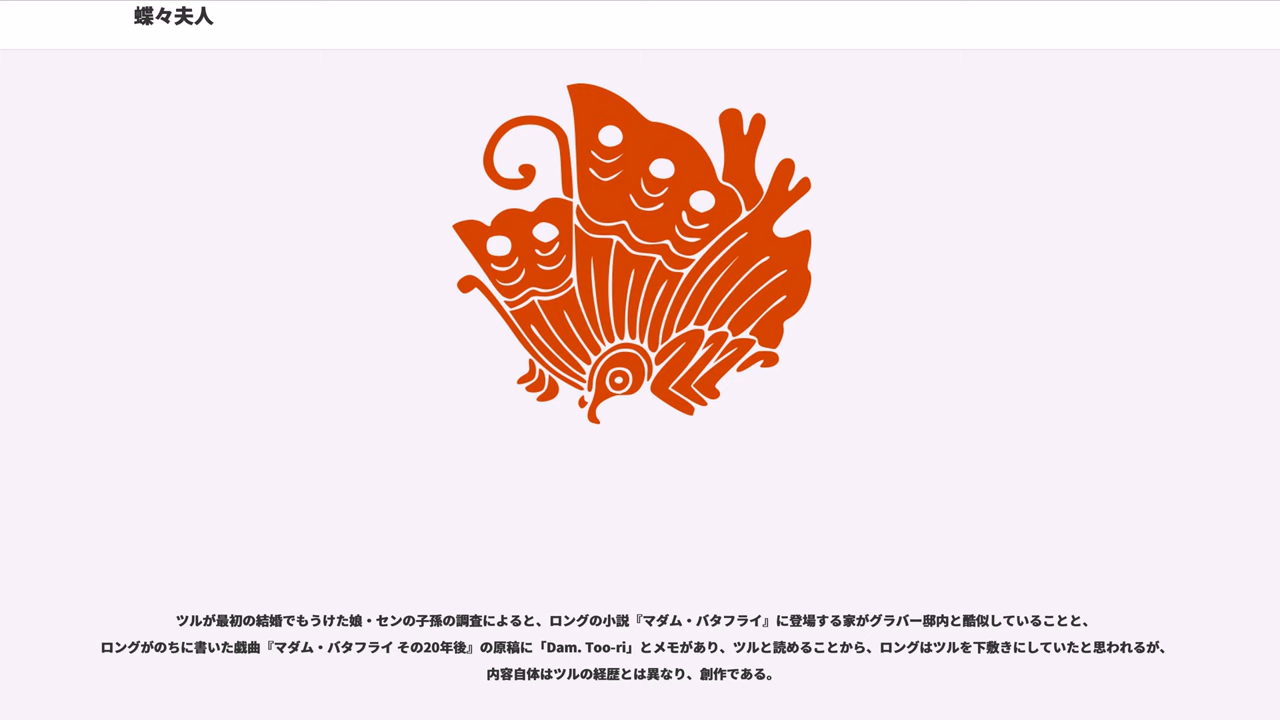 蝶々夫人
ツルが最初の結婚でもうけた娘・センの子孫の調査によると、ロングの小説『マダム・バタフライ』に登場する家がグラバー邸内と酷似していることと、
ロングがのちに書いた戯曲『マダム・バタフライ その20年後』の原稿に「Dam. Too-ri」とメモがあり、ツルと読めることから、ロングはツルを下敷きにしていたと思われるが、
内容自体はツルの経歴とは異なり、創作である。